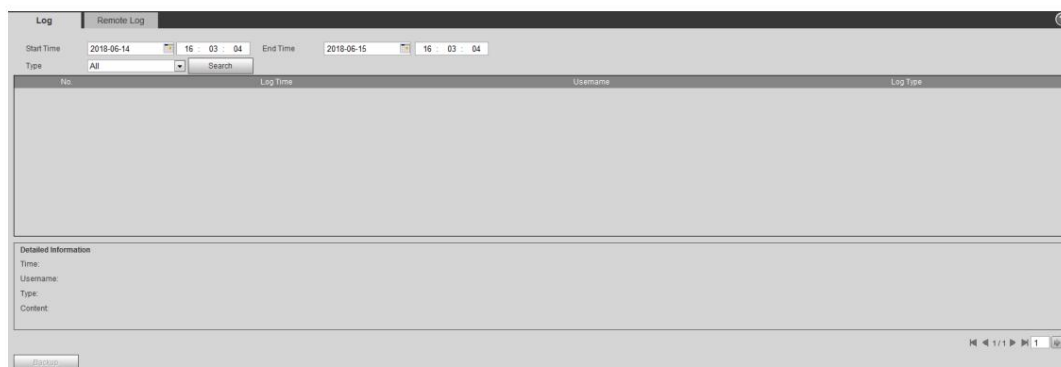 Log Remote Log
Start Time 2018-06-14 16 : 03 : 04 End Time 2018-06-15 16 : 03 : 04
Type All Search
No. Log Time Username Log Type
Detailed Information
Time:
Username:
Type:
Content:
1/1 1
Backup